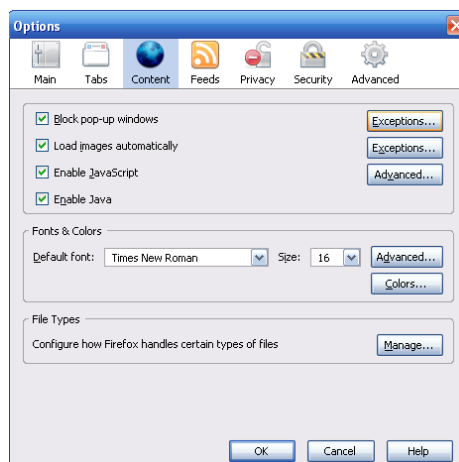 Options
Main Tabs Content Feeds Privacy Security Advanced
Block pop-up windows Exceptions...
Load images automatically Exceptions...
Enable JavaScript Advanced...
Enable Java
Fonts & Colors
Default font: Times New Roman Size: 16 Advanced...
Colors...
File Types
Configure how Firefox handles certain types of files Manage...
OK Cancel Help